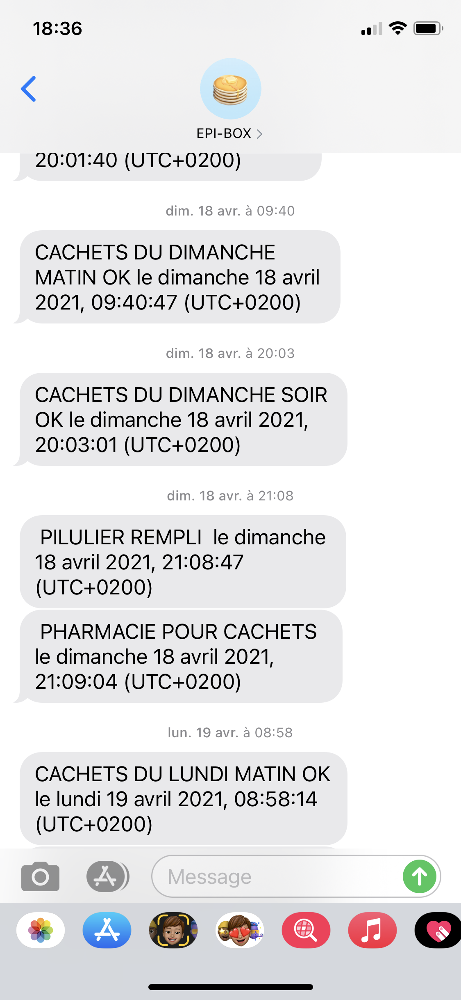 18:36
EPI-BOX
20:01:40 (UTC+0200)
dim. 18 avr. à 09:40
CACHETS DU DIMANCHE
MATIN OK le dimanche 18 avril
2021, 09:40:47 (UTC+0200)
dim. 18 avr. à 20:03
CACHETS DU DIMANCHE SOIR
OK le dimanche 18 avril 2021,
20:03:01 (UTC+0200)
dim. 18 avr. à 21:08
PILULIER REMPLI  le dimanche
18 avril 2021, 21:08:47
(UTC+0200)
PHARMACIE POUR CACHETS
le dimanche 18 avril 2021,
21:09:04 (UTC+0200)
lun. 19 avr. à 08:58
CACHETS DU LUNDI MATIN OK
le lundi 19 avril 2021, 08:58:14
(UTC+0200)
Message